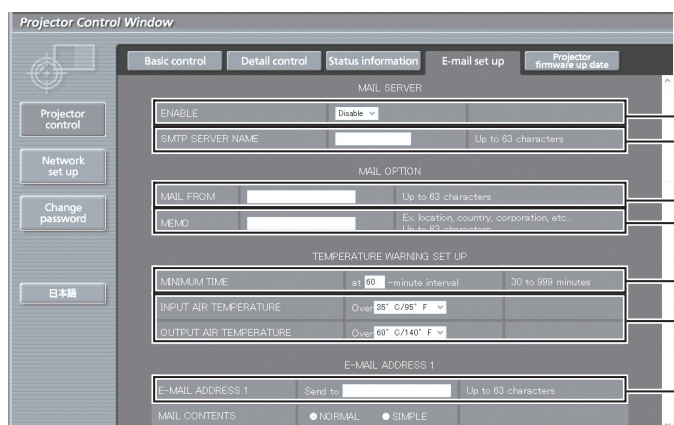 Projector Control Window
Basic control
Detail control
Status information
E-mail set up
Projector
firmware up date
Projector
control
Network
set up
Change
password
日本語
MAIL SERVER
ENABLE Disable
SMTP SERVER NAME Up to 63 characters
MAIL OPTION
MAIL FROM Up to 63 characters
MEMO Ex. location, country, corporation, etc..
Up to 63 characters
TEMPERATURE WARNING SET UP
MINIMUM TIME at 60 -minute interval 30 to 999 minutes
INPUT AIR TEMPERATURE Over 35° C/95° F
OUTPUT AIR TEMPERATURE Over 60° C/140° F
E-MAIL ADDRESS 1
E-MAIL ADDRESS 1 Send to Up to 63 characters
MAIL CONTENTS NORMAL SIMPLE